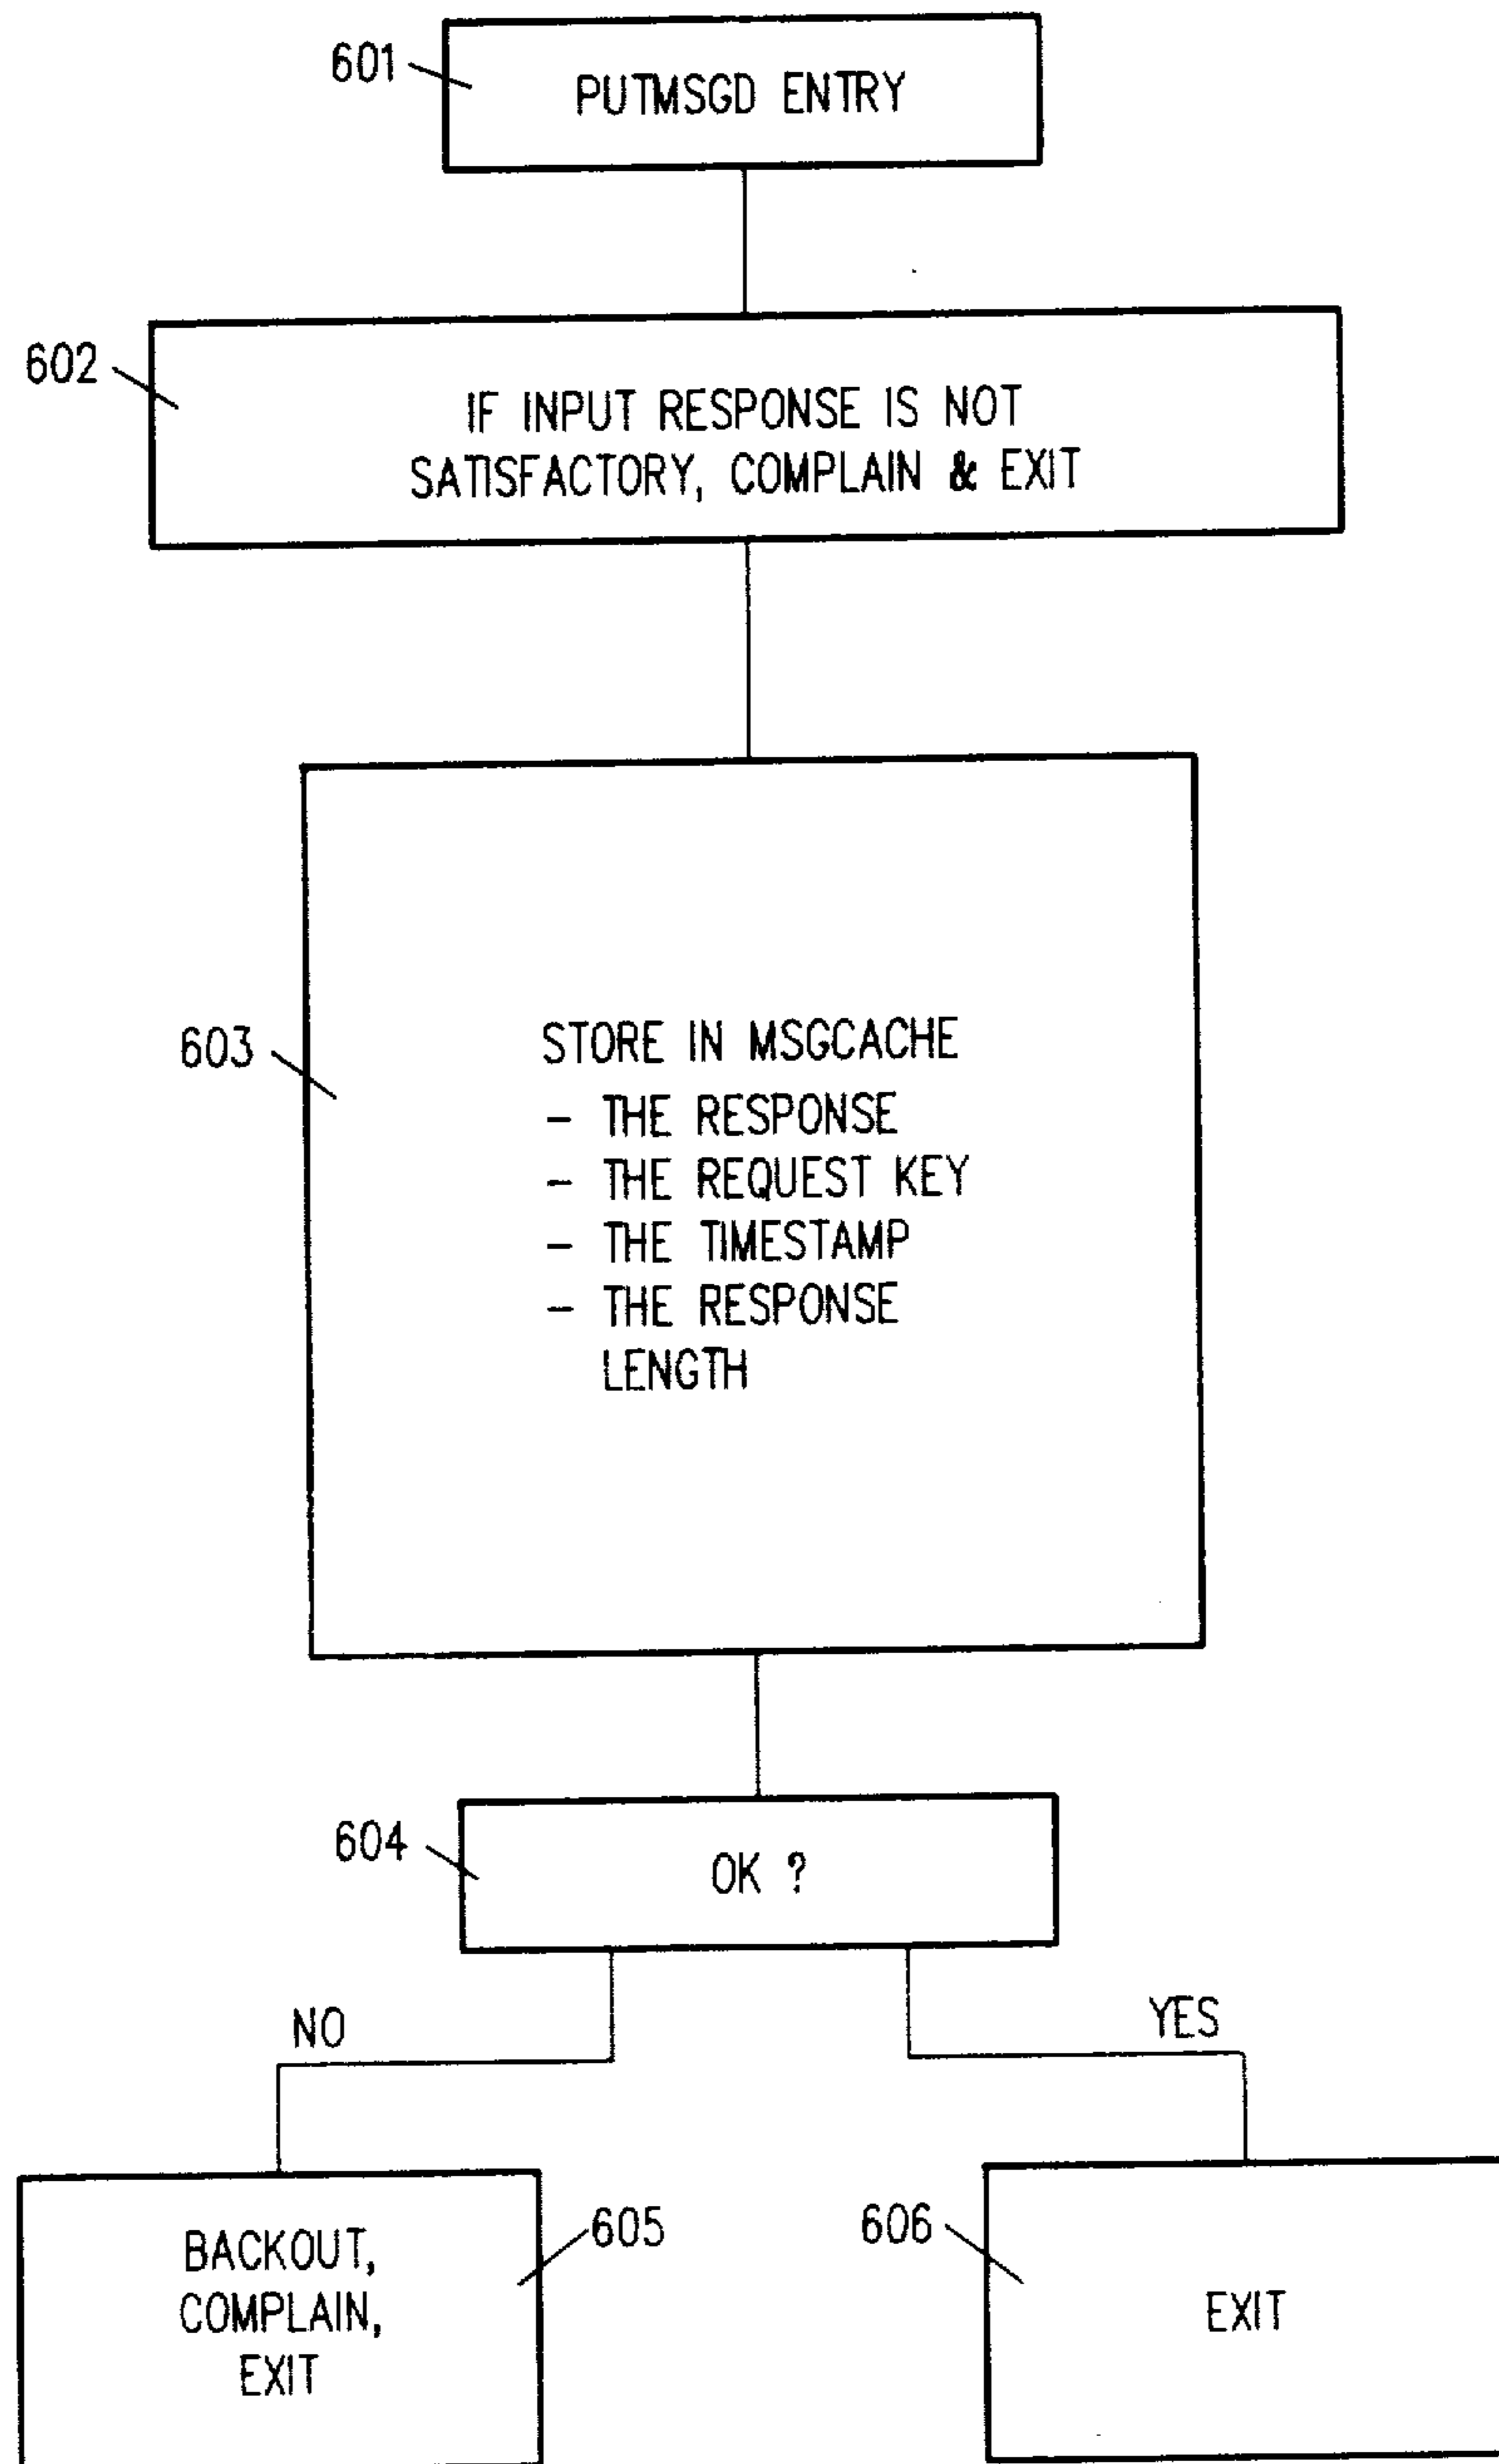 601
PUTMSGD ENTRY
602
IF INPUT RESPONSE IS NOT
SATISFACTORY, COMPLAIN & EXIT
603
STORE IN MSGCACHE
- THE RESPONSE
- THE REQUEST KEY
- THE TIMESTAMP
- THE RESPONSE
LENGTH
604
OK ?
NO
YES
BACKOUT,
COMPLAIN,
EXIT
605
606
EXIT